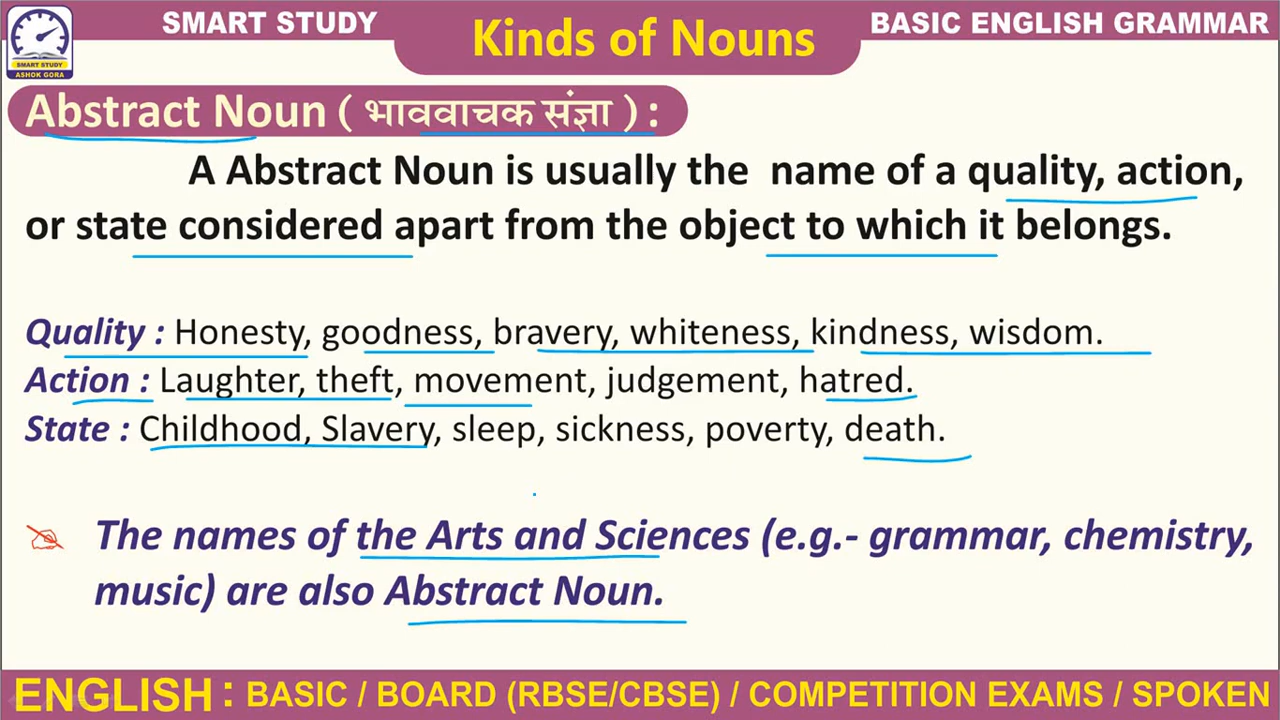 SMART STUDY
Kinds of Nouns
BASIC ENGLISH GRAMMAR
SMART STUDY
ASHOK GORA
Abstract Noun ( भाववाचक संज्ञा ) :
A Abstract Noun is usually the name of a quality, action,
or state considered apart from the object to which it belongs.
Quality : Honesty, goodness, bravery, whiteness, kindness, wisdom.
Action : Laughter, theft, movement, judgement, hatred.
State : Childhood, Slavery, sleep, sickness, poverty, death.
The names of the Arts and Sciences (e.g.- grammar, chemistry,
music) are also Abstract Noun.
ENGLISH : BASIC / BOARD (RBSE/CBSE) / COMPETITION EXAMS / SPOKEN